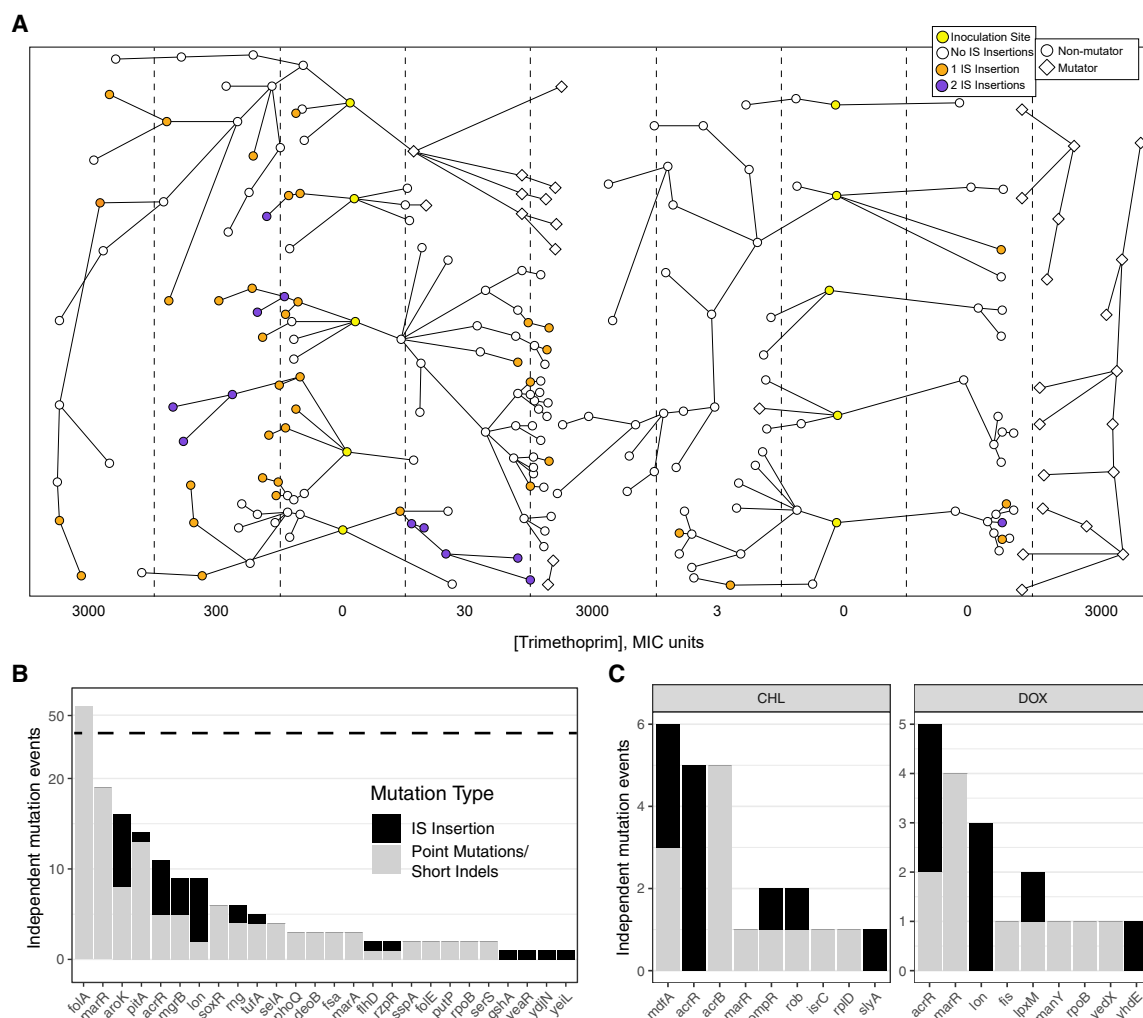 A
Inoculation Site
No IS Insertions
1 IS Insertion
2 IS Insertions
Non-mutator
Mutator
3000 300 0 30 3000 3 0 0 3000
[Trimethoprim], MIC units
B
Independent mutation events
50
20
10
0
Mutation Type
IS Insertion
Point Mutations/
Short Indels
folA marR aroK pitA acrR mgrB lon soxR rng tufA selA phoQ deoB fsa marA flhD rzpR sspA folE putP rpoB serS gshA yeaR ydjN yeiL
C
CHL
Independent mutation events
6
4
2
0
mdfA acrR acrB marR ompR rob isrC rplD slyA
DOX
5
4
3
2
1
0
acrR marR lon fis lpxM manY rpoB yedX